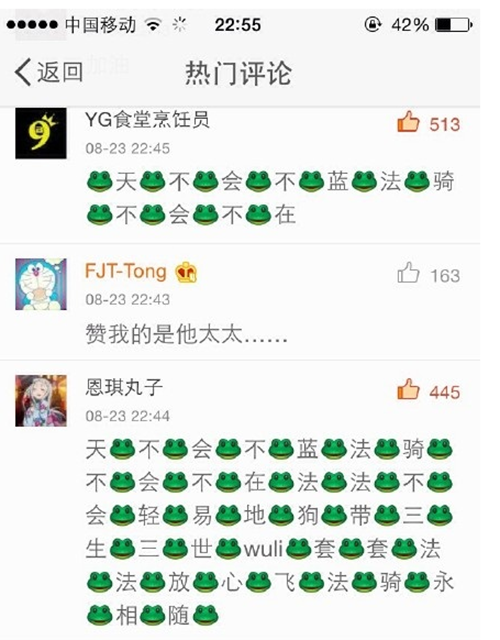 中国移动 22:55 42%
返回 热门评论
YG食堂烹饪员 513
08-23 22:45
🐸天🐸不🐸会🐸不🐸蓝🐸法🐸骑
🐸不🐸会🐸不🐸在
FJT-Tong 163
08-23 22:43
赞我的是他太太……
恩琪丸子 445
08-23 22:44
天🐸不🐸会🐸不🐸蓝🐸法🐸骑🐸
不🐸会🐸不🐸在🐸法🐸法🐸不🐸
会🐸轻🐸易🐸地🐸狗🐸带🐸三🐸
生🐸三🐸世🐸wuli🐸套🐸套🐸法
🐸法🐸放🐸心🐸飞🐸法🐸骑🐸永
🐸相🐸随🐸